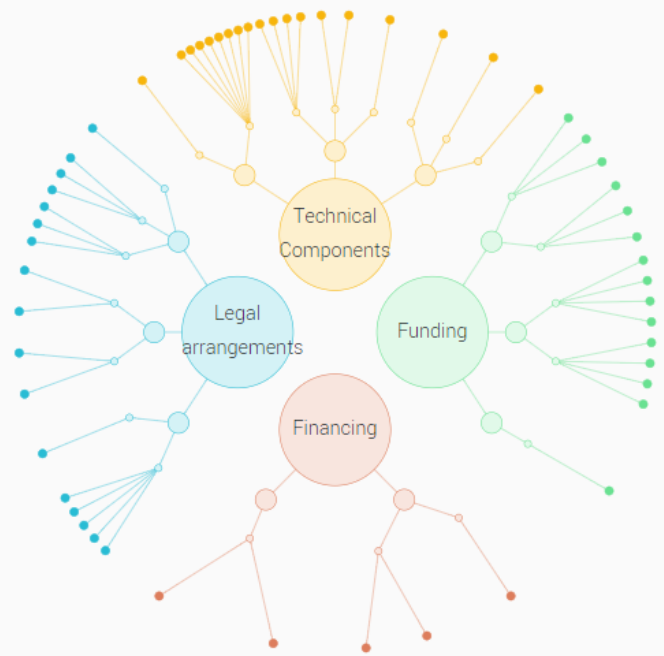 Technical
Components
Legal
arrangements
Funding
Financing